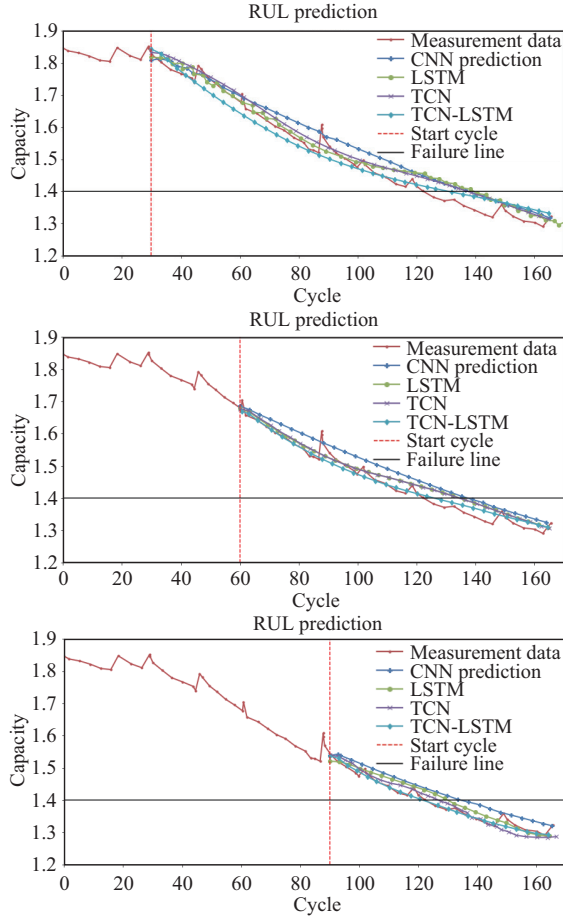 RUL prediction
1.9
1.8
1.7
1.6
1.5
1.4
1.3
1.2
Capacity
Measurement data
CNN prediction
LSTM
TCN
TCN-LSTM
Start cycle
Failure line
0 20 40 60 80 100 120 140 160
Cycle
RUL prediction
1.9
1.8
1.7
1.6
1.5
1.4
1.3
1.2
Capacity
Measurement data
CNN prediction
LSTM
TCN
TCN-LSTM
Start cycle
Failure line
0 20 40 60 80 100 120 140 160
Cycle
RUL prediction
1.9
1.8
1.7
1.6
1.5
1.4
1.3
1.2
Capacity
Measurement data
CNN prediction
LSTM
TCN
TCN-LSTM
Start cycle
Failure line
0 20 40 60 80 100 120 140 160
Cycle